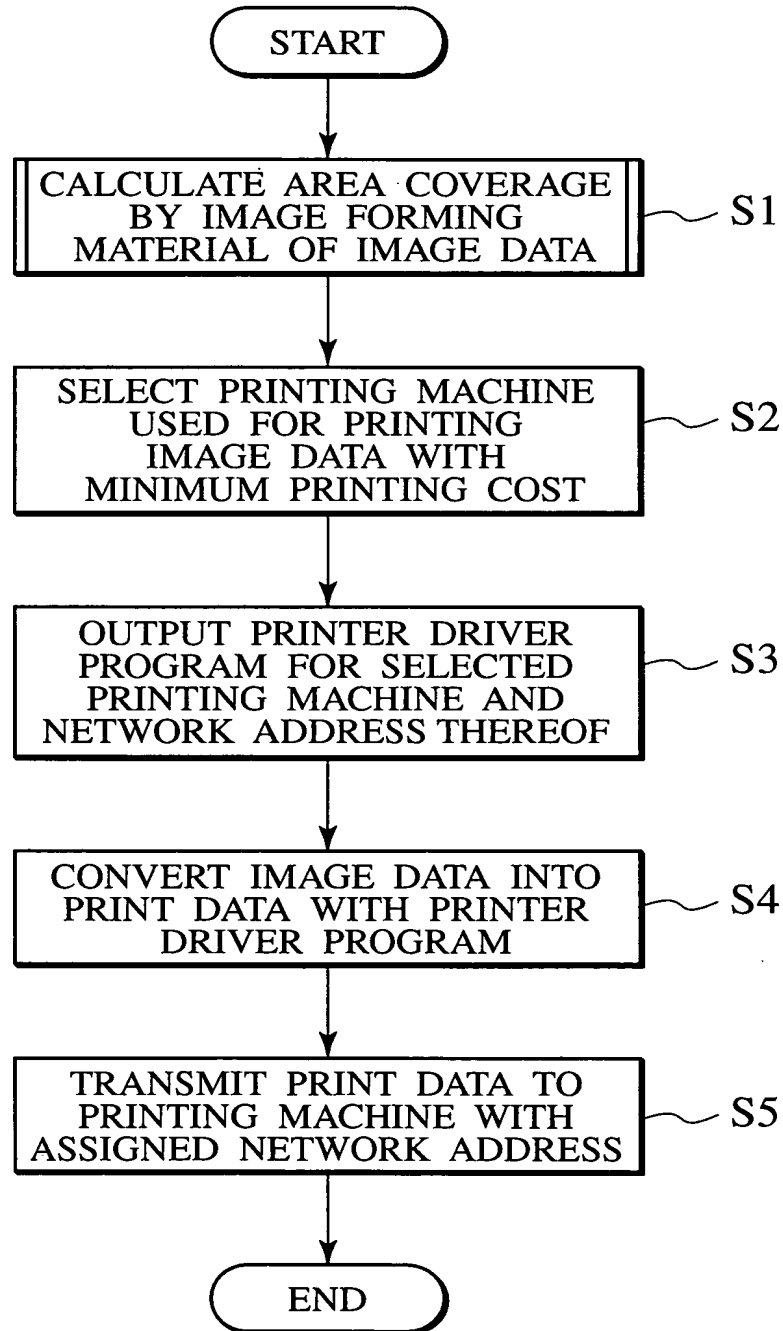 START
CALCULATE AREA COVERAGE
BY IMAGE FORMING
MATERIAL OF IMAGE DATA
S1
SELECT PRINTING MACHINE
USED FOR PRINTING
IMAGE DATA WITH
MINIMUM PRINTING COST
S2
OUTPUT PRINTER DRIVER
PROGRAM FOR SELECTED
PRINTING MACHINE AND
NETWORK ADDRESS THEREOF
S3
CONVERT IMAGE DATA INTO
PRINT DATA WITH PRINTER
DRIVER PROGRAM
S4
TRANSMIT PRINT DATA TO
PRINTING MACHINE WITH
ASSIGNED NETWORK ADDRESS
S5
END